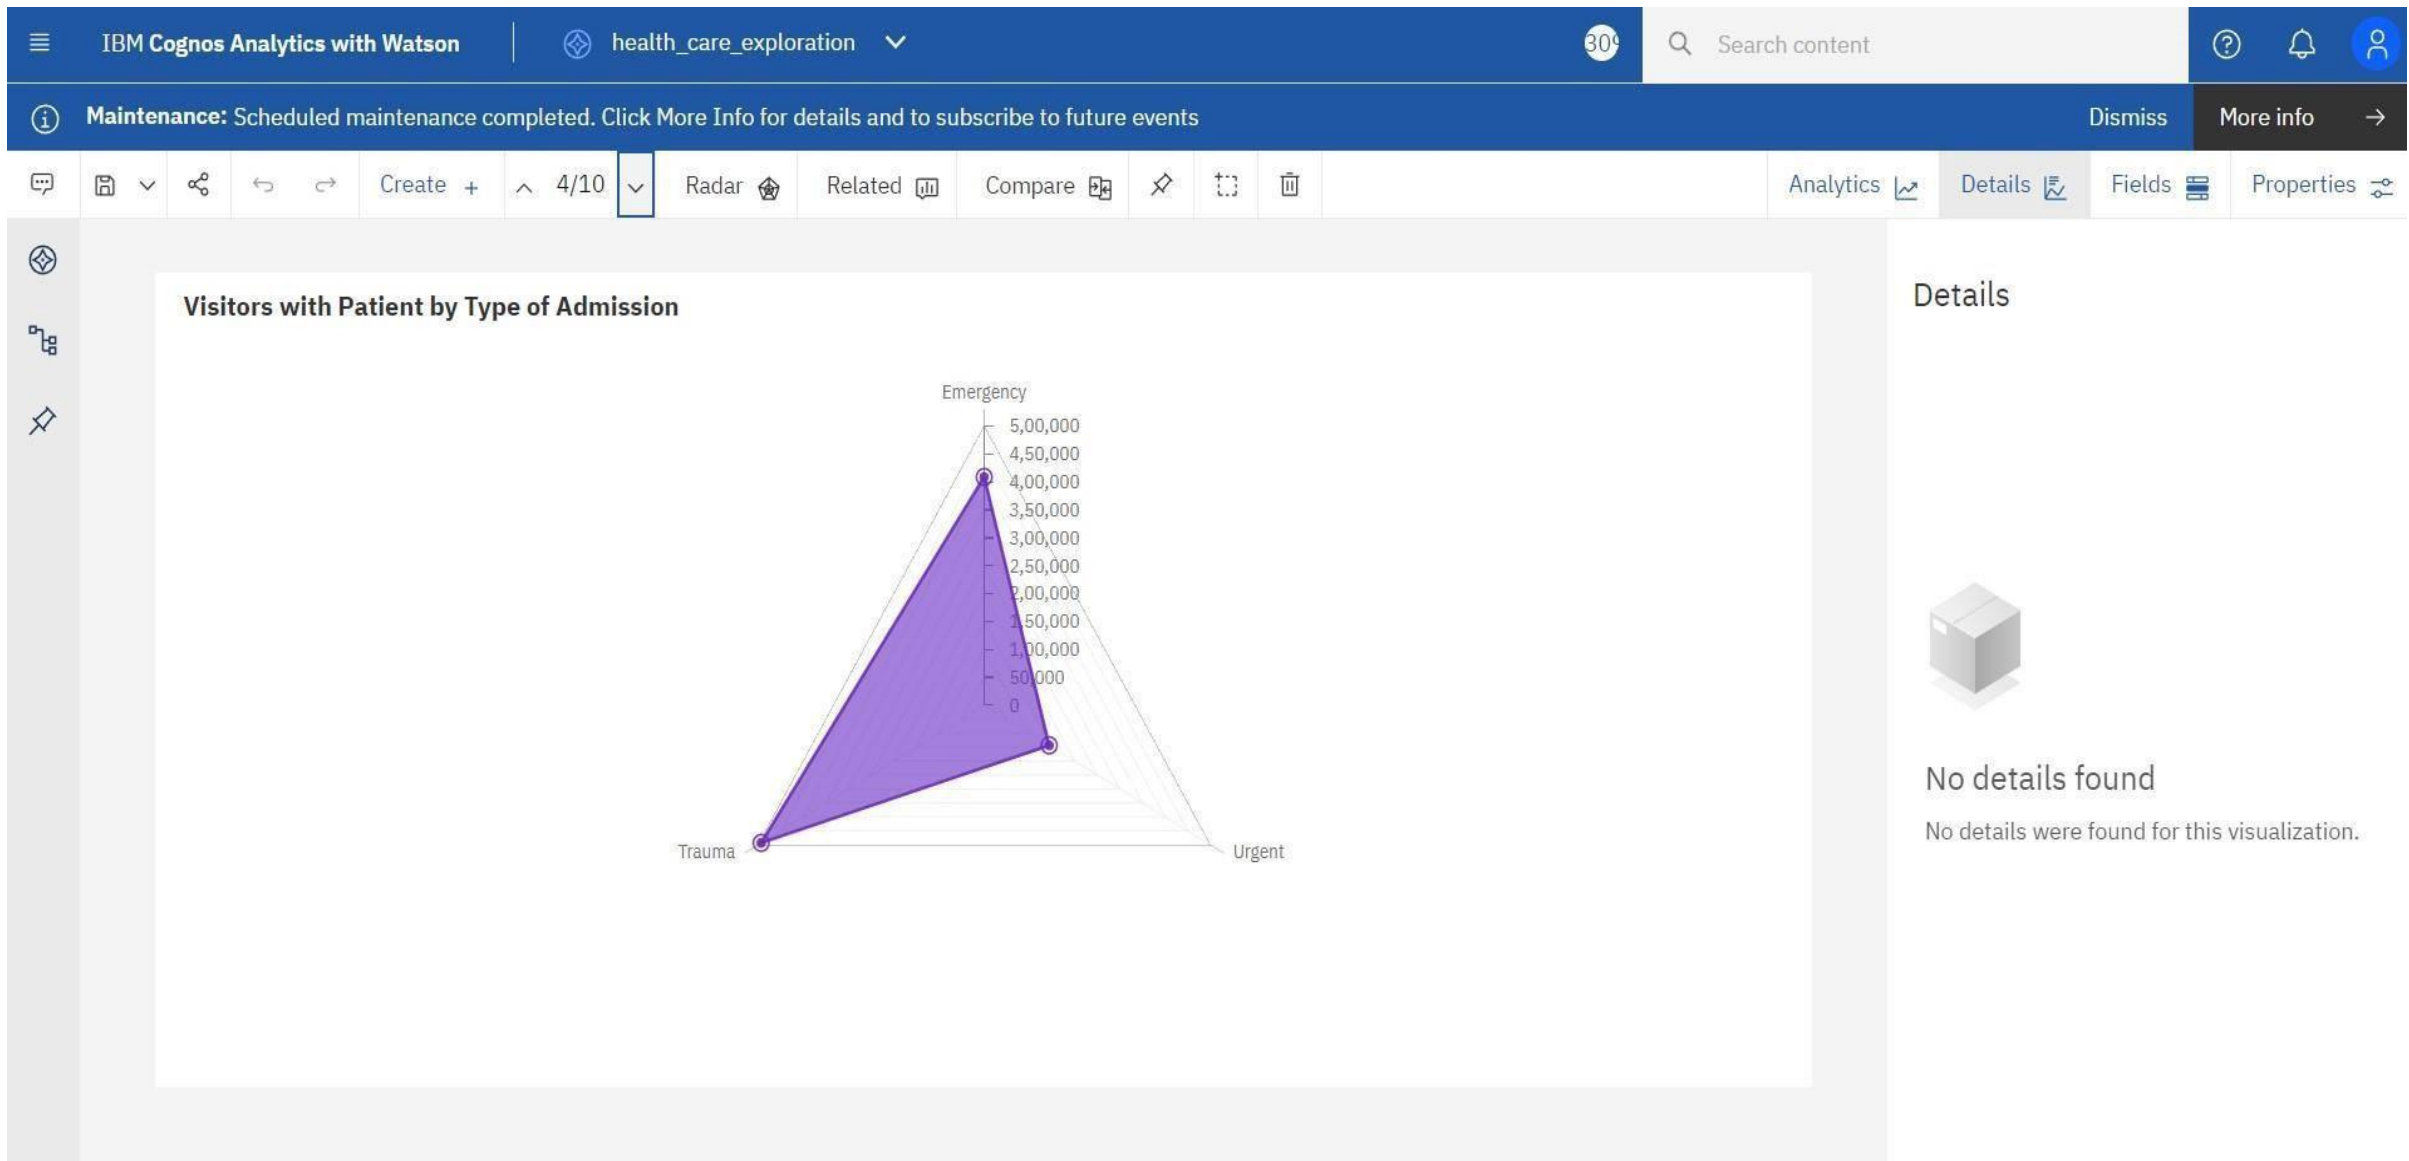 IBM Cognos Analytics with Watson
health_care_exploration
Search content
Maintenance: Scheduled maintenance completed. Click More Info for details and to subscribe to future events
Dismiss
More info
Create +
4/10
Radar
Related
Compare
Analytics
Details
Fields
Properties
Visitors with Patient by Type of Admission
Emergency
5,00,000
4,50,000
4,00,000
3,50,000
3,00,000
2,50,000
2,00,000
1,50,000
1,00,000
50,000
0
Trauma
Urgent
Details
No details found
No details were found for this visualization.